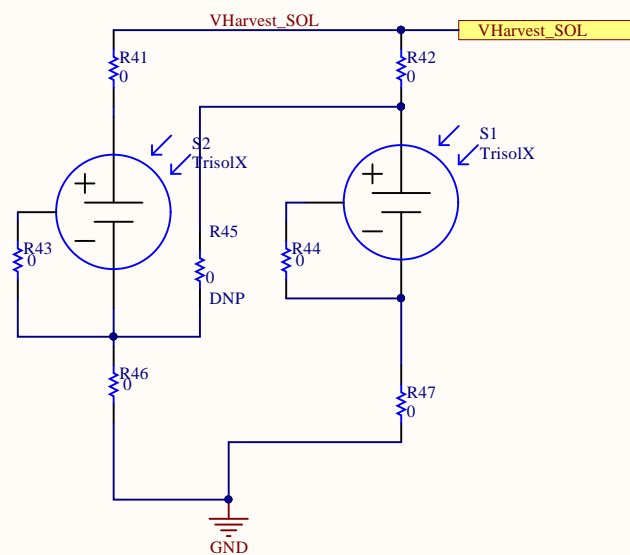 VHarvest_SOL
VHarvest_SOL
R41
0
R42
0
S2
TrisolX
S1
TrisolX
R43
0
R45
0
DNP
R44
0
R46
0
R47
0
GND